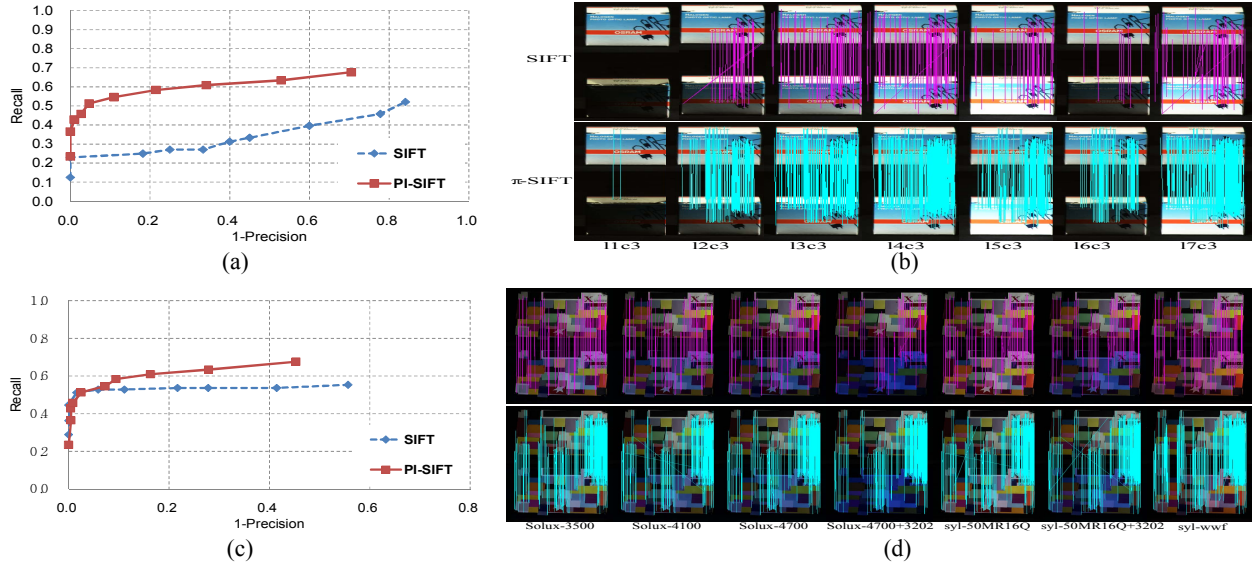 1.0
0.9
0.8
0.7
0.6
0.5
0.4
0.3
0.2
0.1
0.0
Recall
0.0 0.2 0.4 0.6 0.8 1.0
1-Precision
SIFT
PI-SIFT
(a)
SIFT
π-SIFT
OSRAM
l1c3 l2c3 l3c3 l4c3 l5c3 l6c3 l7c3
(b)
1.0
0.8
0.6
0.4
0.2
0.0
Recall
0 0.2 0.4 0.6 0.8
1-Precision
SIFT
PI-SIFT
(c)
Solux-3500 Solux-4100 Solux-4700 Solux-4700+3202 syl-50MR16Q syl-50MR16Q+3202 syl-wwf
(d)